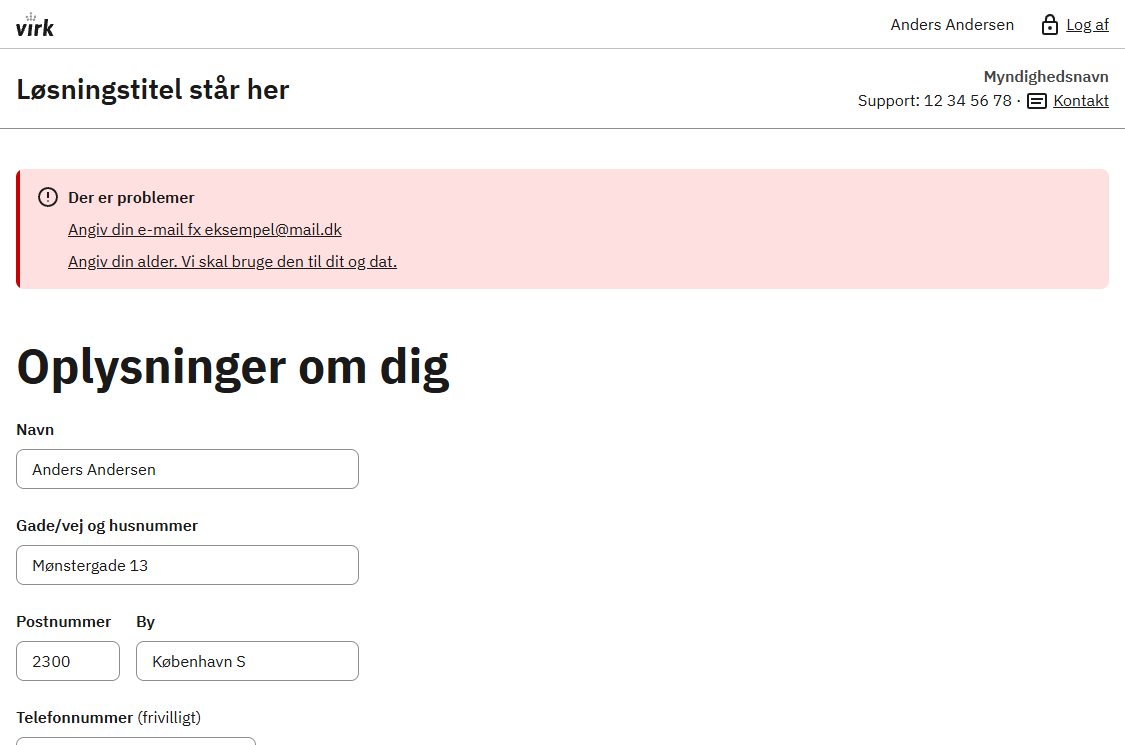 virk
Anders Andersen
Log af
Løsningstitel står her
Myndighedsnavn
Support: 12 34 56 78 · Kontakt
Der er problemer
Angiv din e-mail fx eksempel@mail.dk
Angiv din alder. Vi skal bruge den til dit og dat.
Oplysninger om dig
Navn
Anders Andersen
Gade/vej og husnummer
Mønstergade 13
Postnummer
By
2300
København S
Telefonnummer (frivilligt)